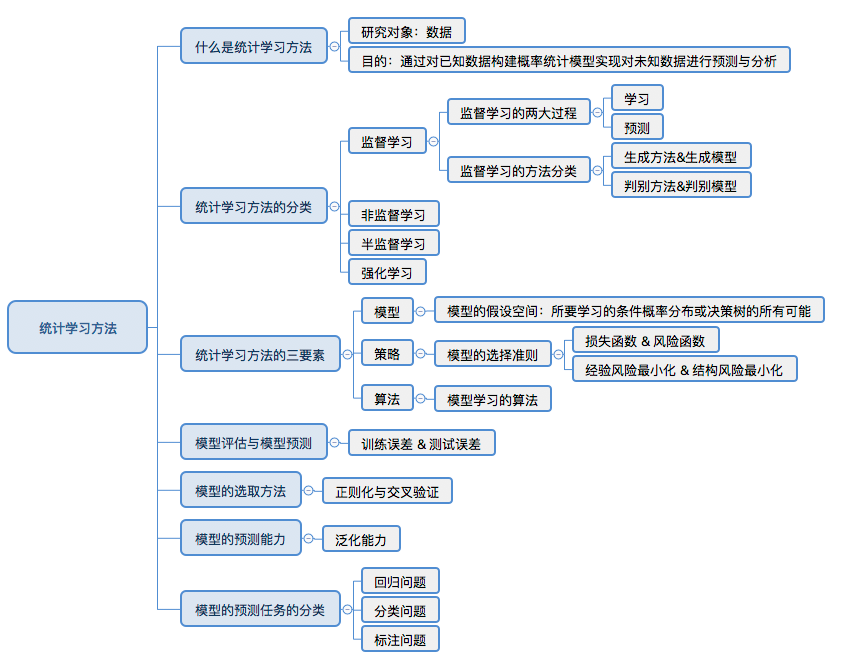 统计学习方法
什么是统计学习方法
研究对象：数据
目的：通过对已知数据构建概率统计模型实现对未知数据进行预测与分析
统计学习方法的分类
监督学习
监督学习的两大过程
学习
预测
监督学习的方法分类
生成方法&生成模型
判别方法&判别模型
非监督学习
半监督学习
强化学习
统计学习方法的三要素
模型
模型的假设空间：所要学习的条件概率分布或决策树的所有可能
策略
模型的选择准则
损失函数 & 风险函数
经验风险最小化 & 结构风险最小化
算法
模型学习的算法
模型评估与模型预测
训练误差 & 测试误差
模型的选取方法
正则化与交叉验证
模型的预测能力
泛化能力
模型的预测任务的分类
回归问题
分类问题
标注问题